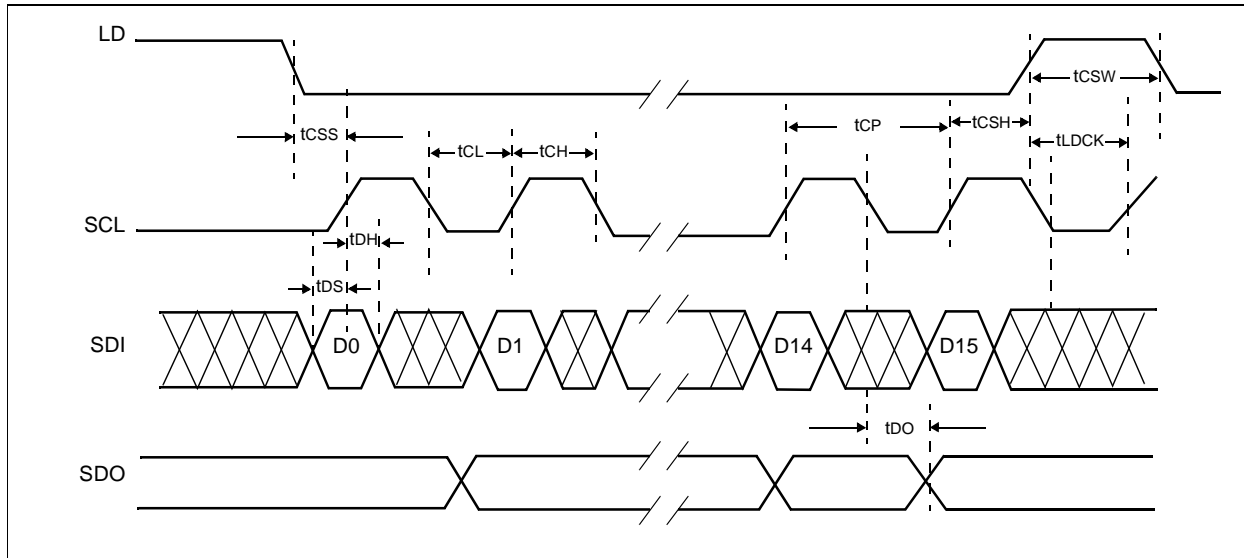 LD
tCSW
tCSS
tCP
tCSH
tCL
tCH
tLDCK
SCL
tDH
tDS
SDI
D0
D1
D14
D15
tDO
SDO